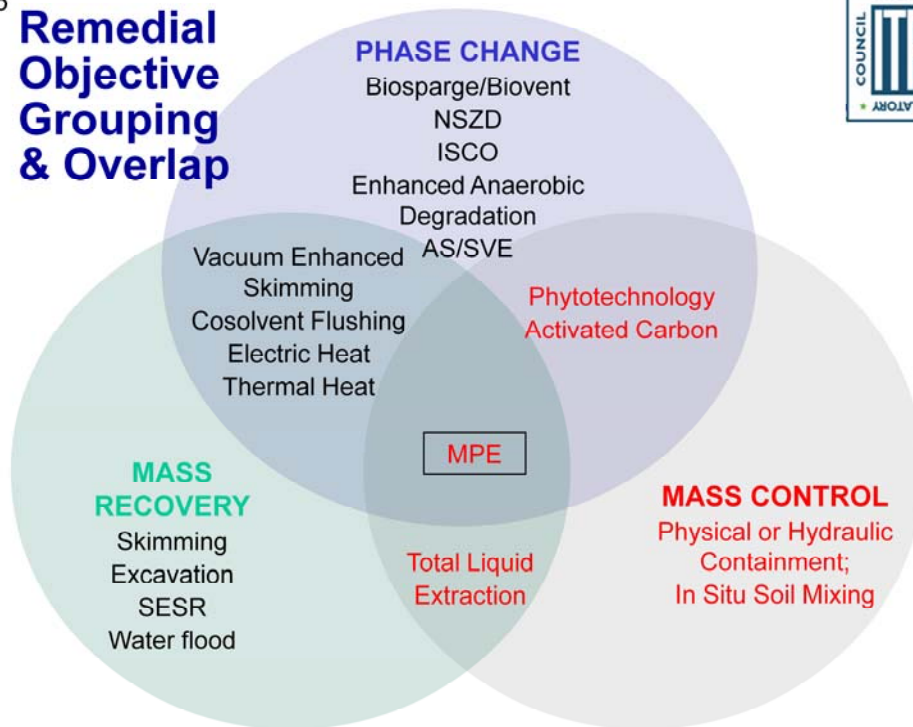 Remedial
Objective
Grouping
& Overlap
PHASE CHANGE
Biosparge/Biovent
NSZD
ISCO
Enhanced Anaerobic
Degradation
AS/SVE
COUNCIL
Vacuum Enhanced
Skimming
Cosolvent Flushing
Electric Heat
Thermal Heat
Phytotechnology
Activated Carbon
MPE
MASS
RECOVERY
Skimming
Excavation
SESR
Water flood
Total Liquid
Extraction
MASS CONTROL
Physical or Hydraulic
Containment;
In Situ Soil Mixing